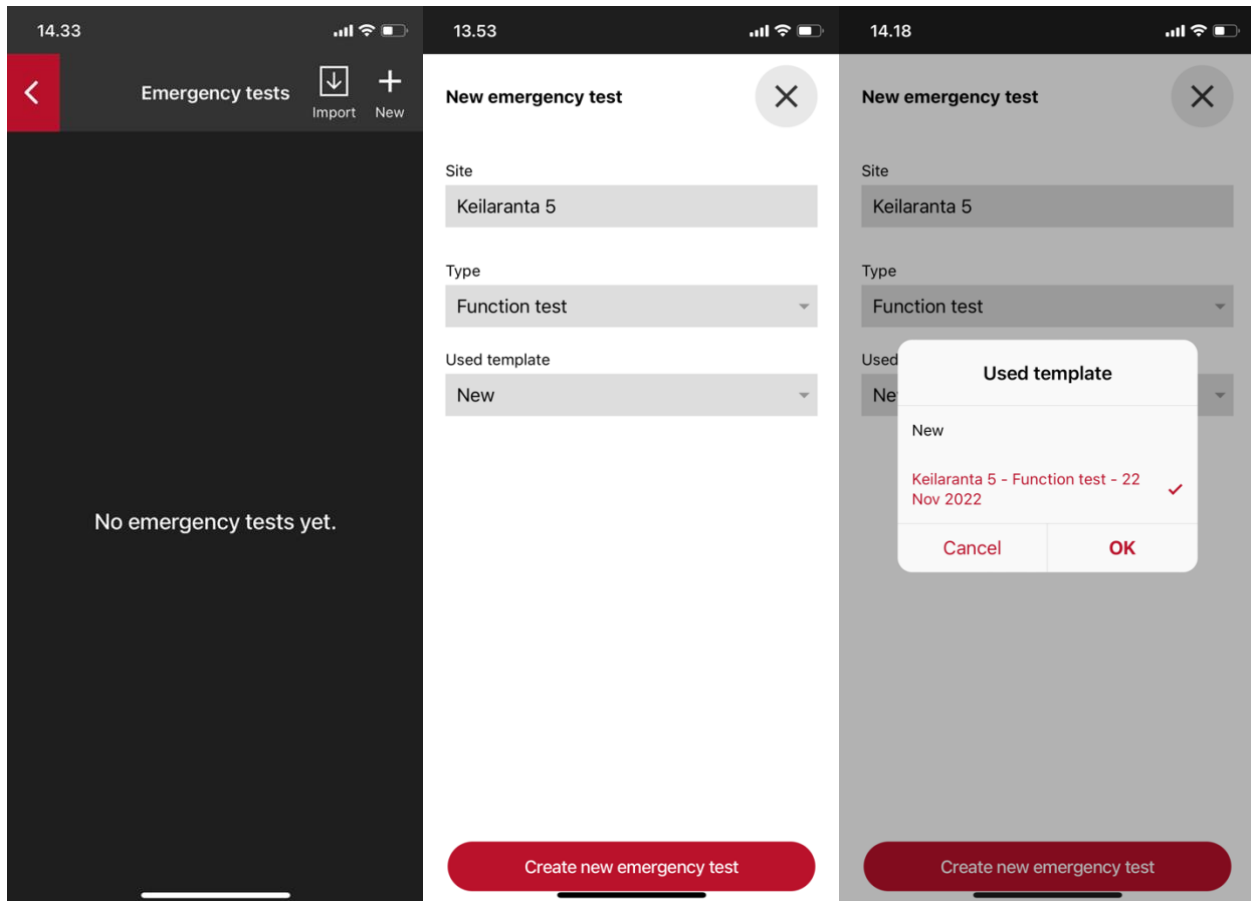 14.33
Emergency tests
Import
New
No emergency tests yet.
13.53
New emergency test
Site
Keilaranta 5
Type
Function test
Used template
New
Create new emergency test
14.18
New emergency test
Site
Keilaranta 5
Type
Function test
Used
Ne
Used template
New
Keilaranta 5 - Function test - 22
Nov 2022
Cancel
OK
Create new emergency test